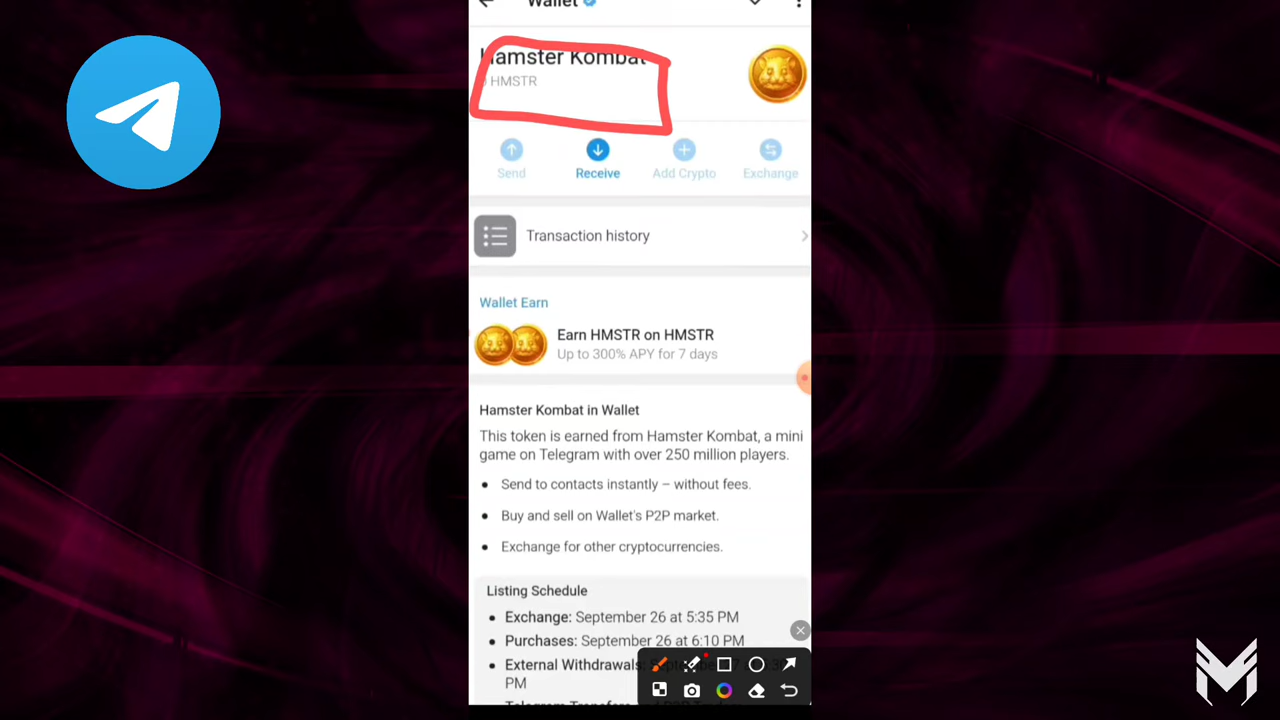 Wallet
Hamster Kombat
HMSTR
Send
Receive
Add Crypto
Exchange
Transaction history
Wallet Earn
Earn HMSTR on HMSTR
Up to 300% APY for 7 days
Hamster Kombat in Wallet
This token is earned from Hamster Kombat, a mini
game on Telegram with over 250 million players.
• Send to contacts instantly – without fees.
• Buy and sell on Wallet's P2P market.
• Exchange for other cryptocurrencies.
Listing Schedule
• Exchange: September 26 at 5:35 PM
• Purchases: September 26 at 6:10 PM
• External Withdrawals:
PM